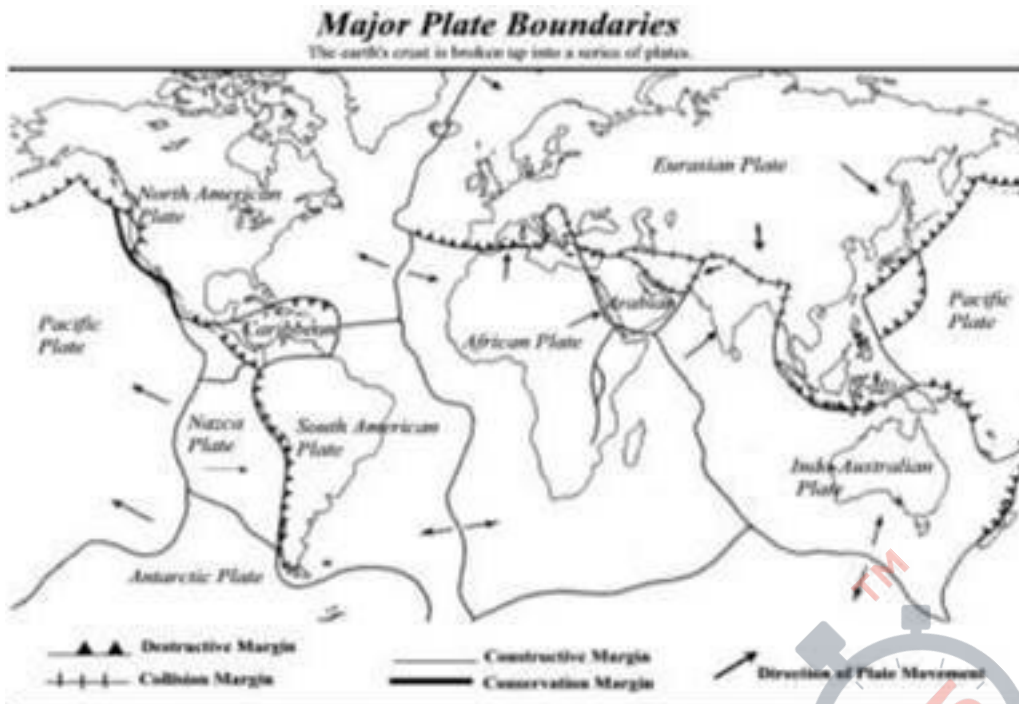 Major Plate Boundaries
The earth's crust is broken up into a series of plates.
North American
Plate
Eurasian Plate
Pacific
Plate
Caribbean
African Plate
Arabian
Pacific
Plate
Nazca
Plate
South American
Plate
Indo-Australian
Plate
Antarctic Plate
Destructive Margin
Constructive Margin
Direction of Plate Movement
Collision Margin
Conservation Margin
TM